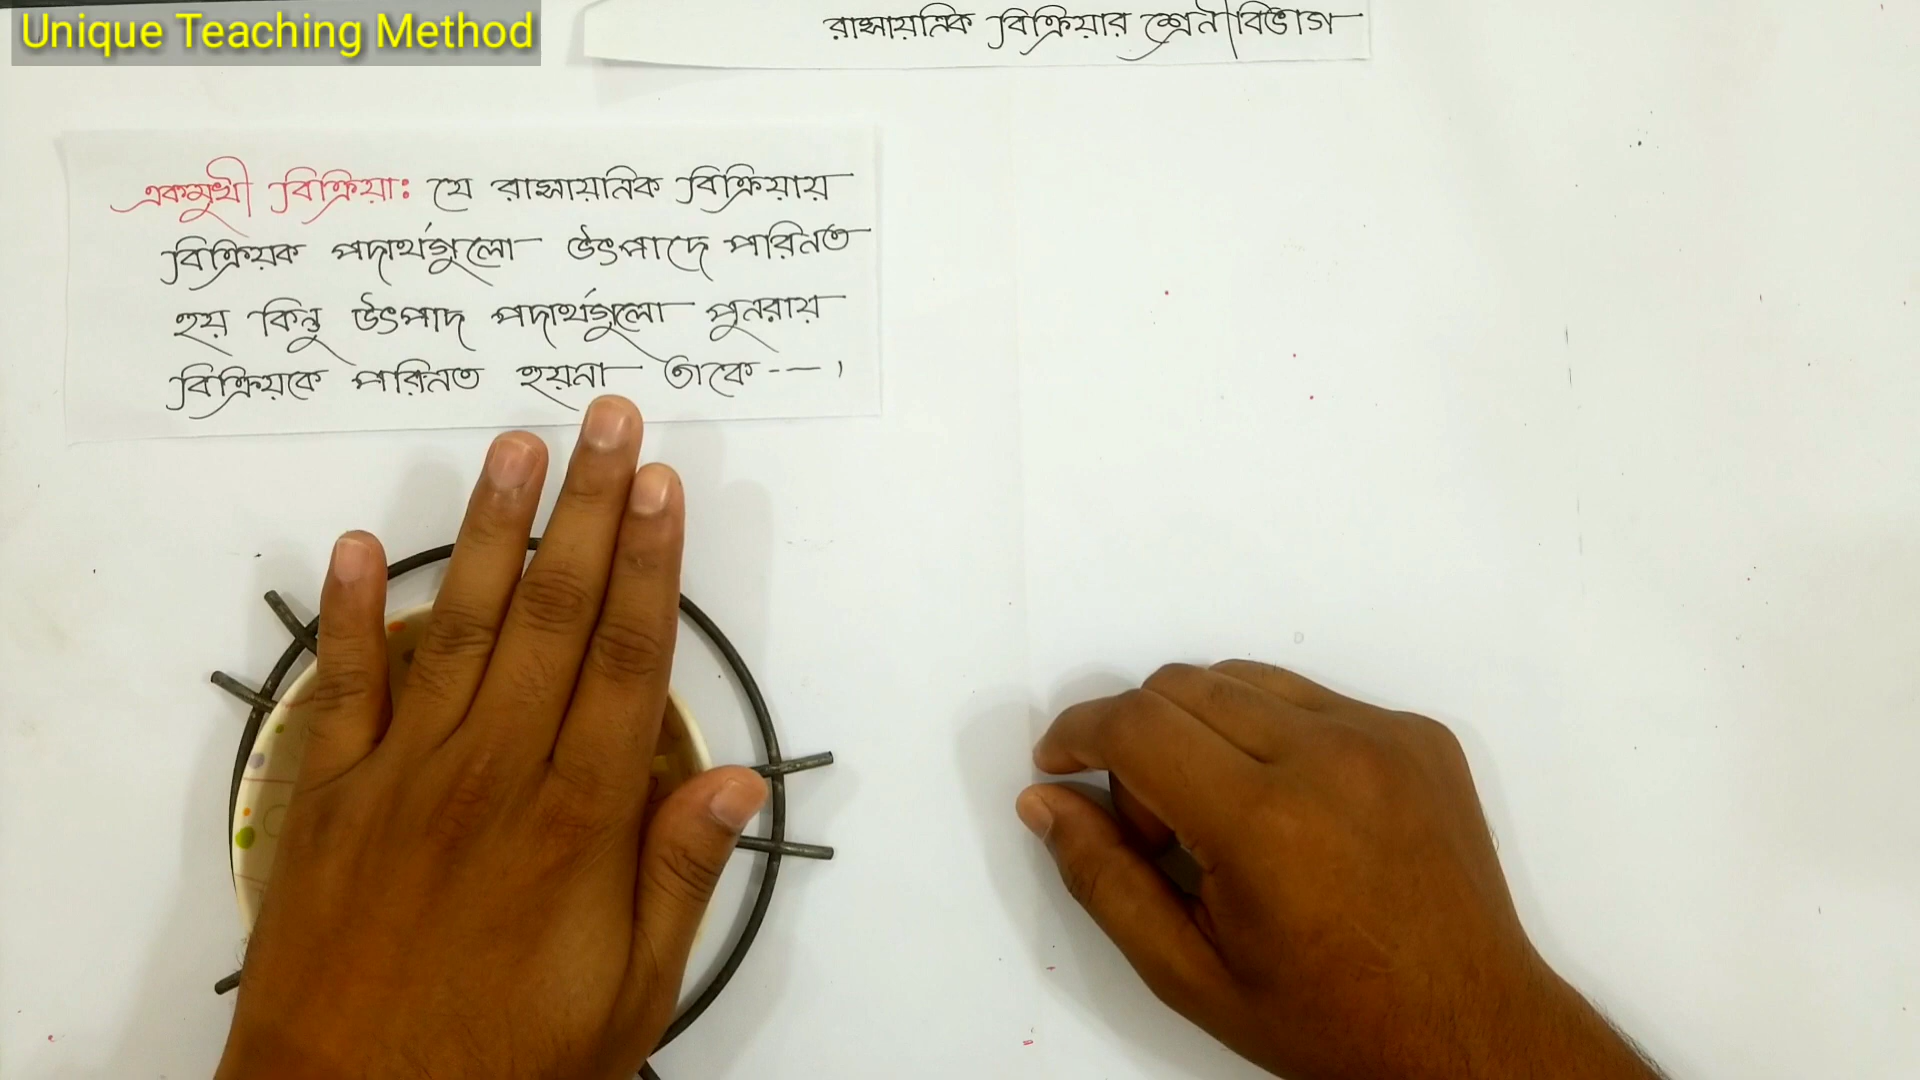 Unique Teaching Method
রাসায়নিক বিক্রিয়ার শ্রেনীবিভাগ
একমুখী বিক্রিয়াঃ যে রাসায়নিক বিক্রিয়ায়
বিক্রিয়ক পদার্থগুলো উৎপাদে পরিনত
হয় কিন্তু উৎপাদ পদার্থগুলো পুনরায়
বিক্রিয়কে পরিনত হয়না তাকে ---।